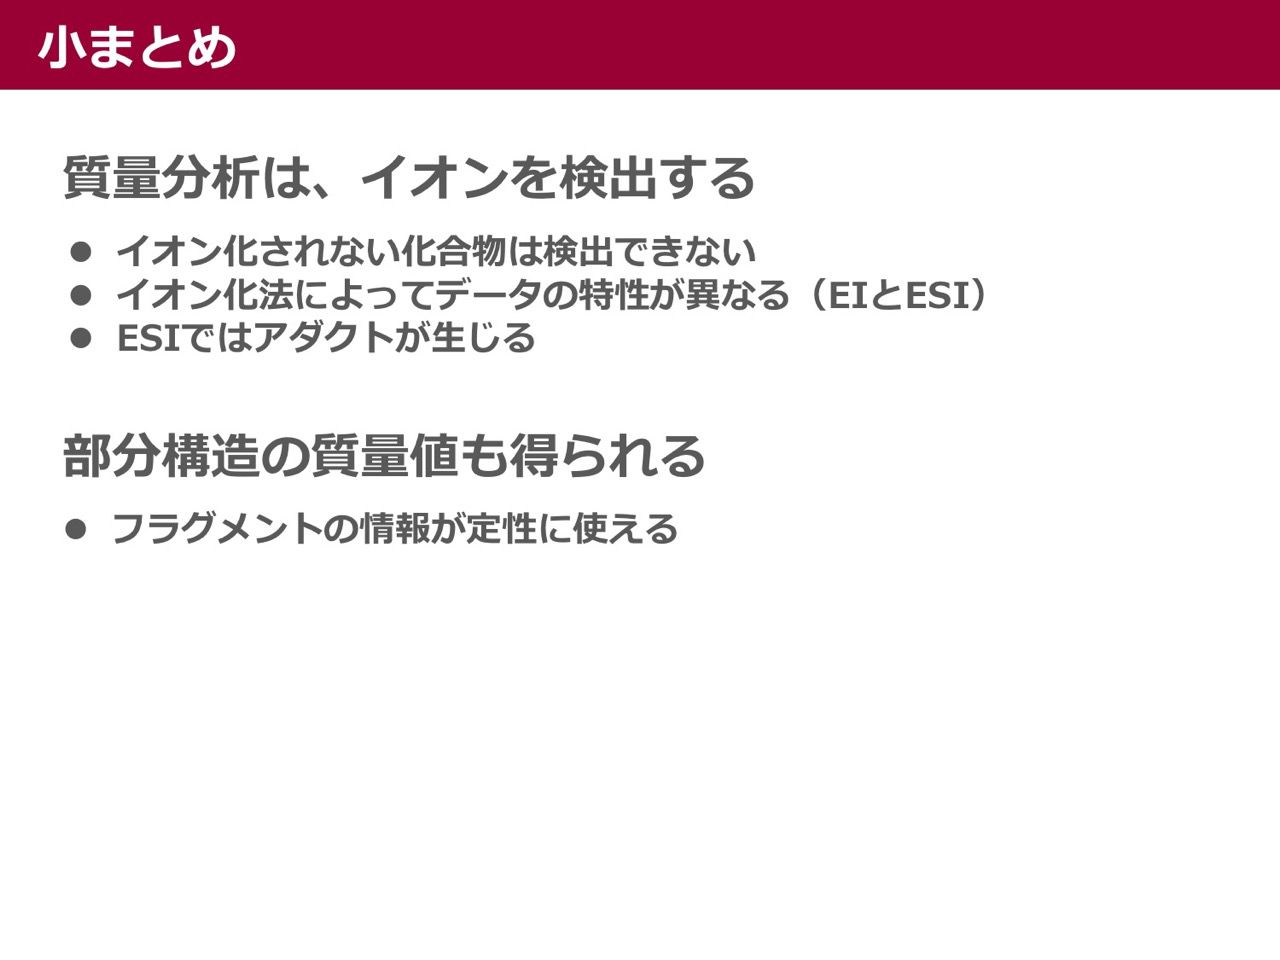 小まとめ
質量分析は、イオンを検出する
● イオン化されない化合物は検出できない
● イオン化法によってデータの特性が異なる（EIとESI）
● ESIではアダクトが生じる
部分構造の質量値も得られる
● フラグメントの情報が定性に使える